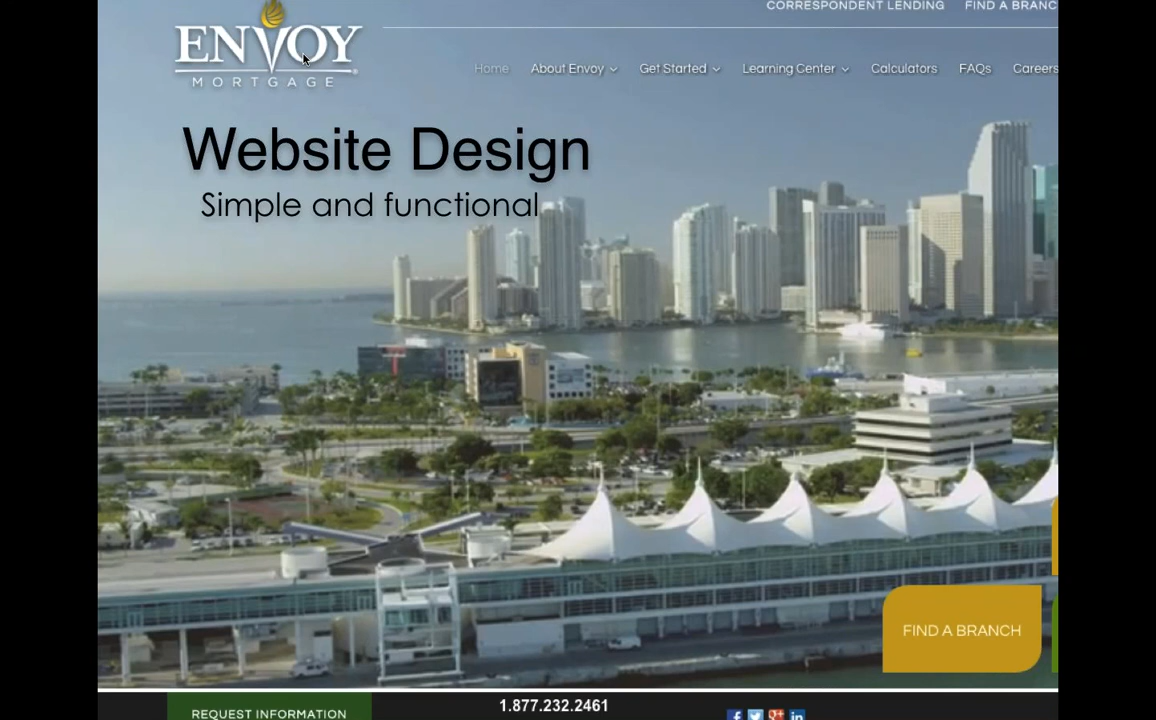 CORRESPONDENT LENDING FIND A BRANC
ENVOY
MORTGAGE
Home About Envoy Get Started Learning Center Calculators FAQs Careers
Website Design
Simple and functional
FIND A BRANCH
REQUEST INFORMATION
1.877.232.2461